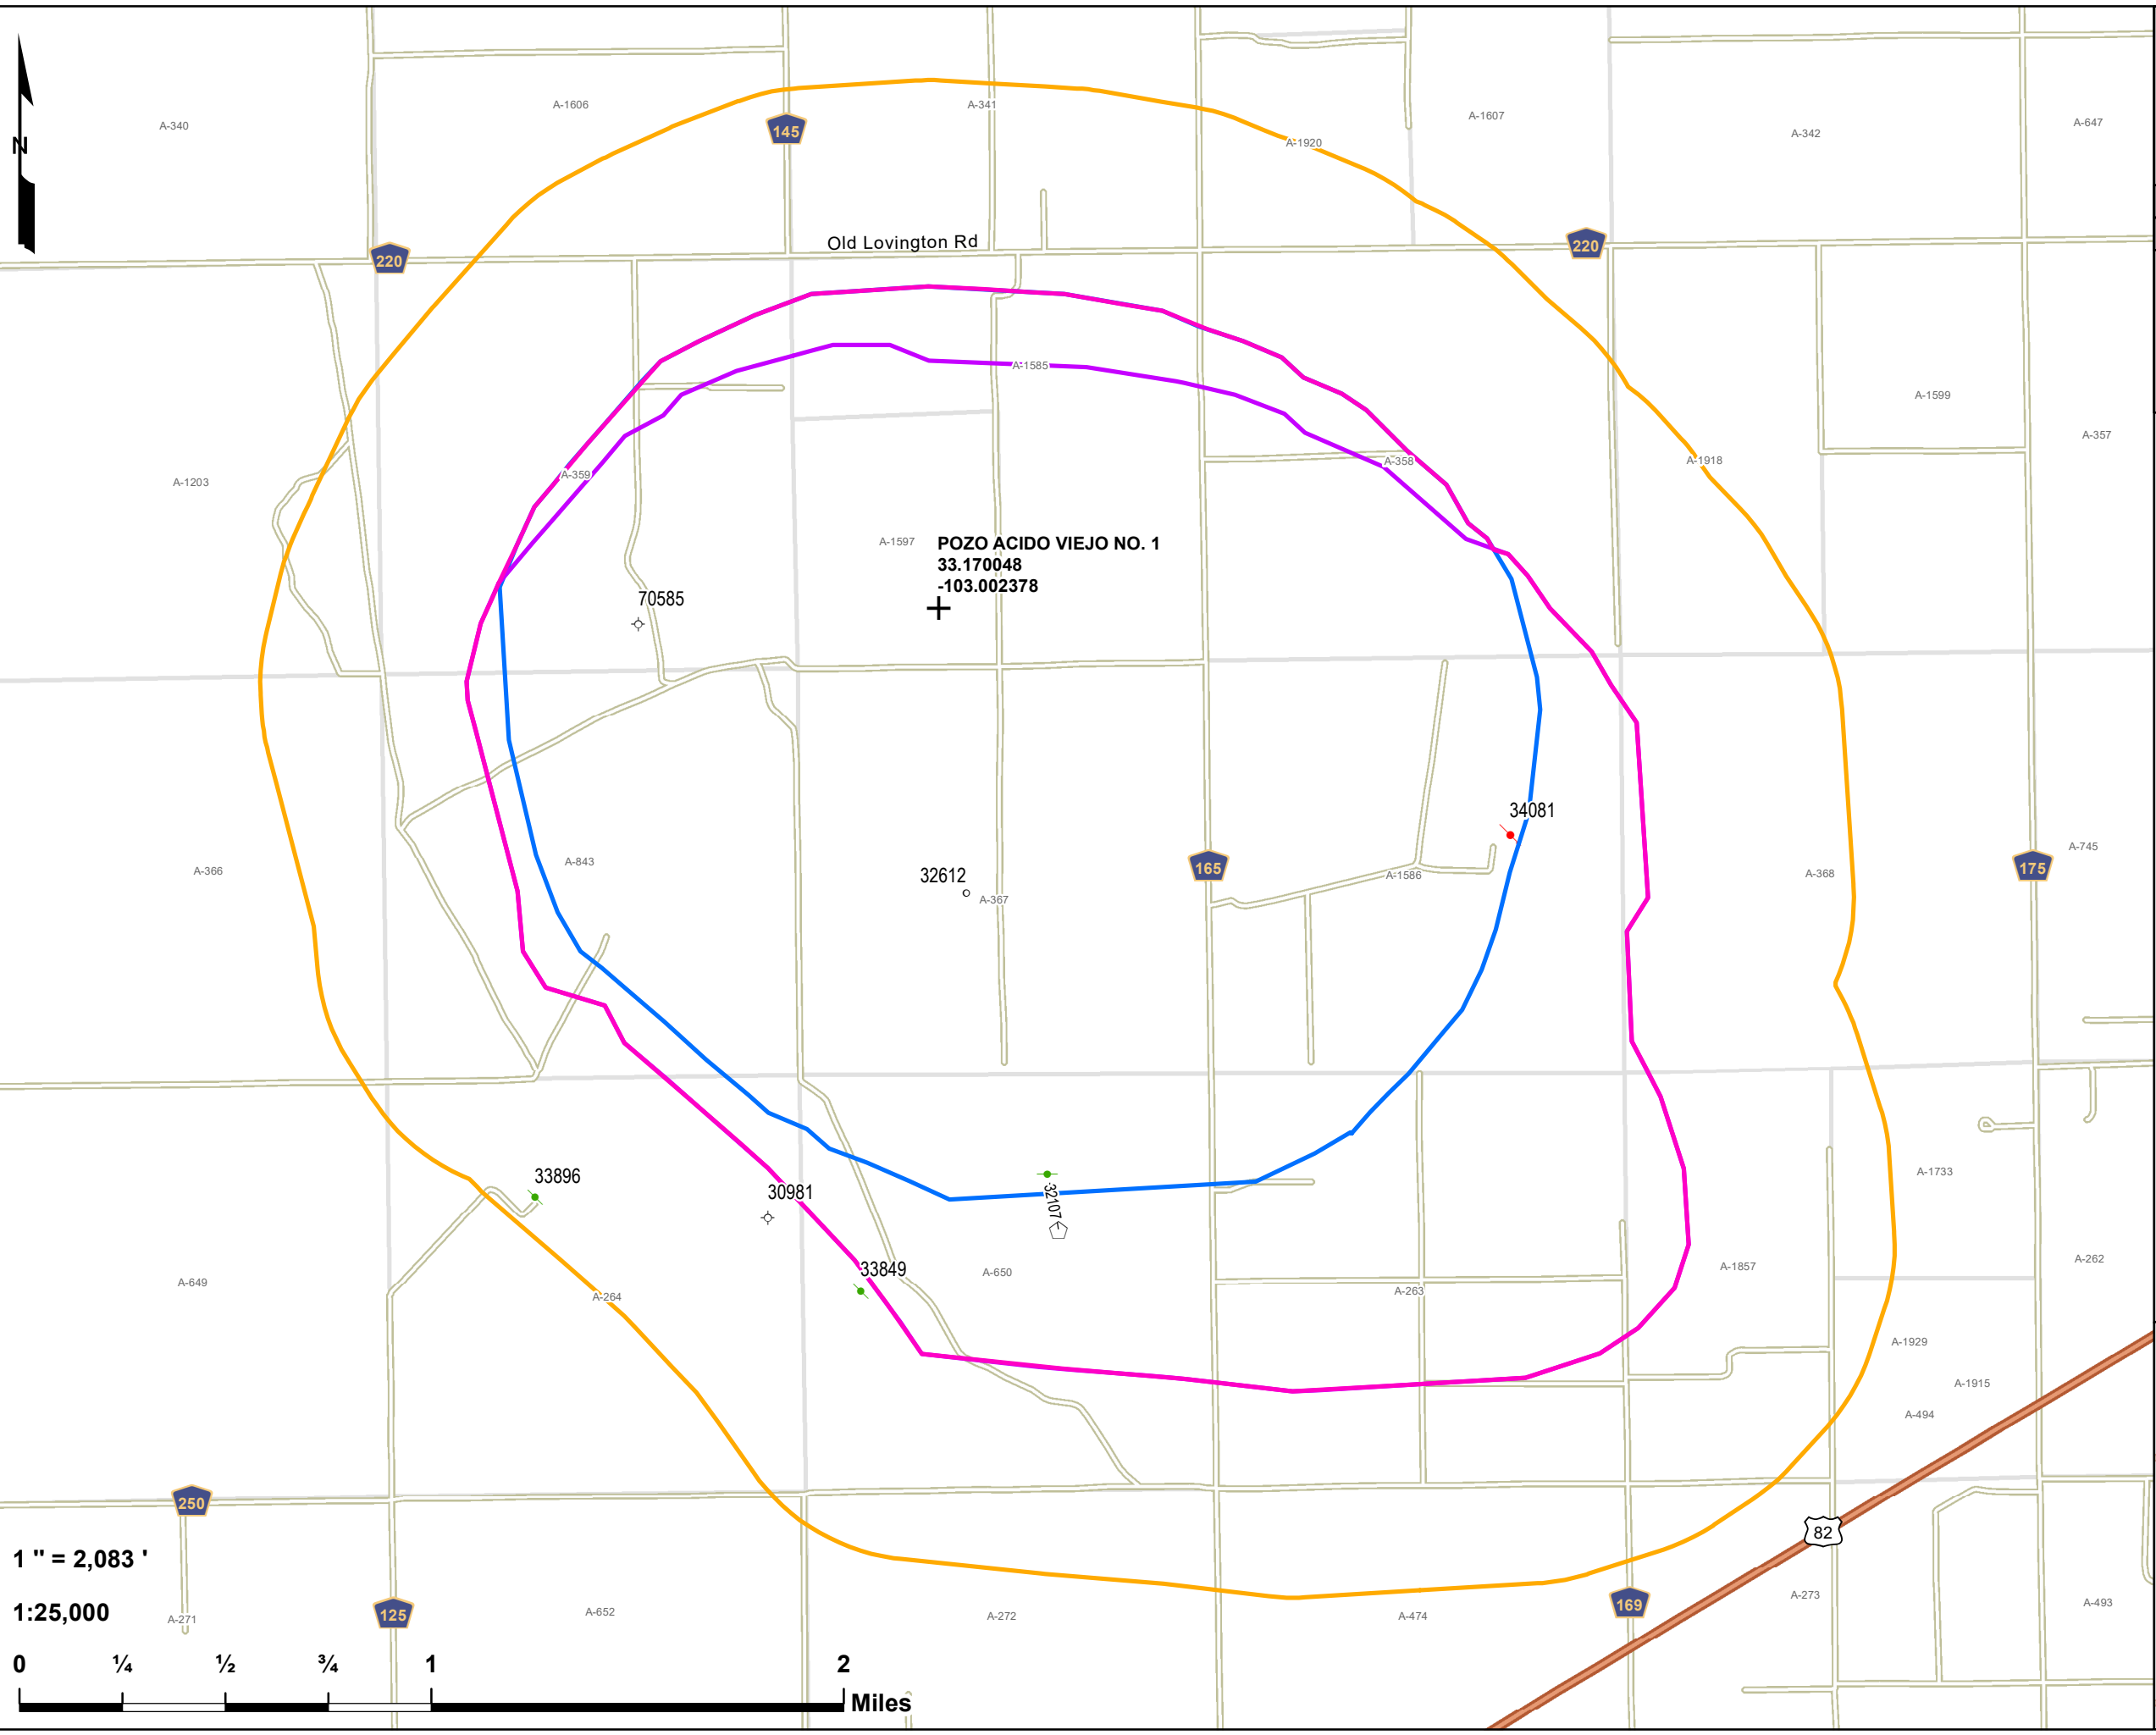 A-1606
A-341
A-1607
A-340
A-647
145
A-342
N
A-1920
Old Lovington Rd
220
220
A-1585
A-1599
A-357
A-358
A-1918
A-359
A-1203
A-1597
POZO ACIDO VIEJO NO. 1
33.170048
-103.002378
70585
34081
A-745
A-843
165
175
A-366
32612
A-1586
A-368
A-367
33896
A-1733
30981
32107
A-262
33849
A-650
A-1857
A-649
A-263
A-264
A-1929
A-1915
A-494
250
82
1 " = 2,083 '
1:25,000
A-271
125
A-652
A-272
A-474
169
A-273
A-493
0 ¼ ½ ¾ 1 2
Miles